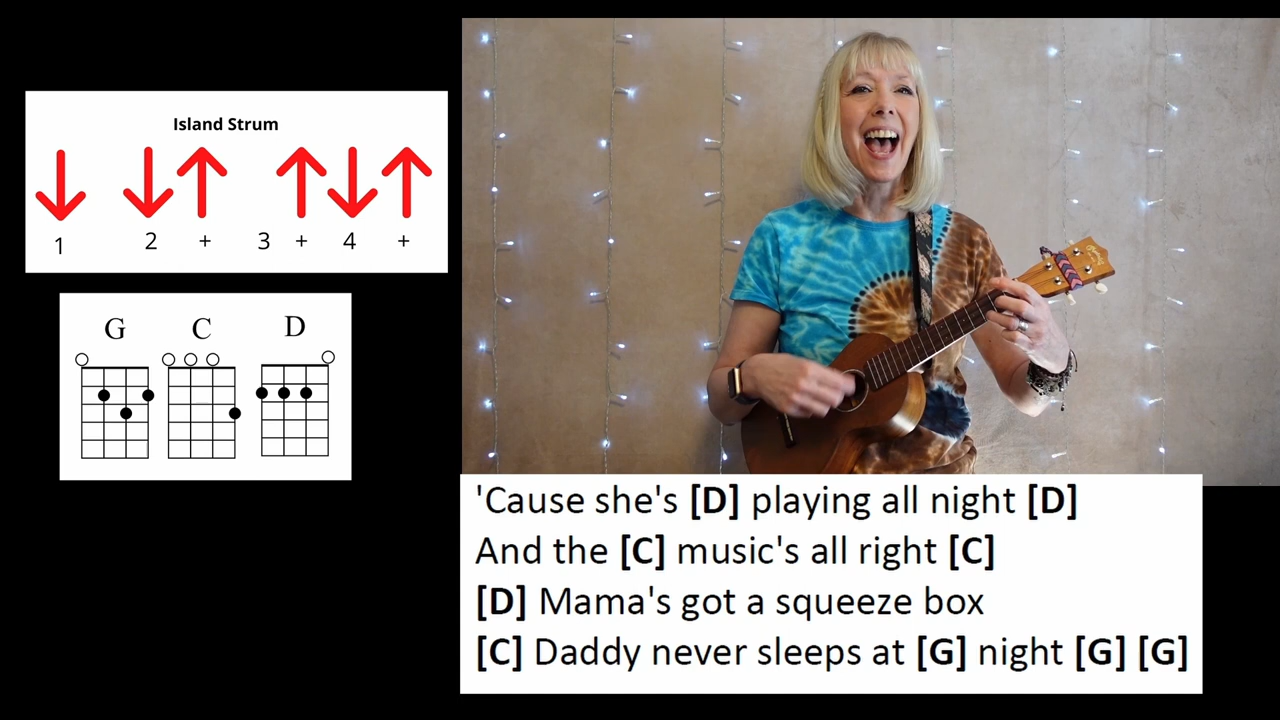 Island Strum
1 2 + 3 + 4 +
G C D
'Cause she's [D] playing all night [D]
And the [C] music's all right [C]
[D] Mama's got a squeeze box
[C] Daddy never sleeps at [G] night [G] [G]